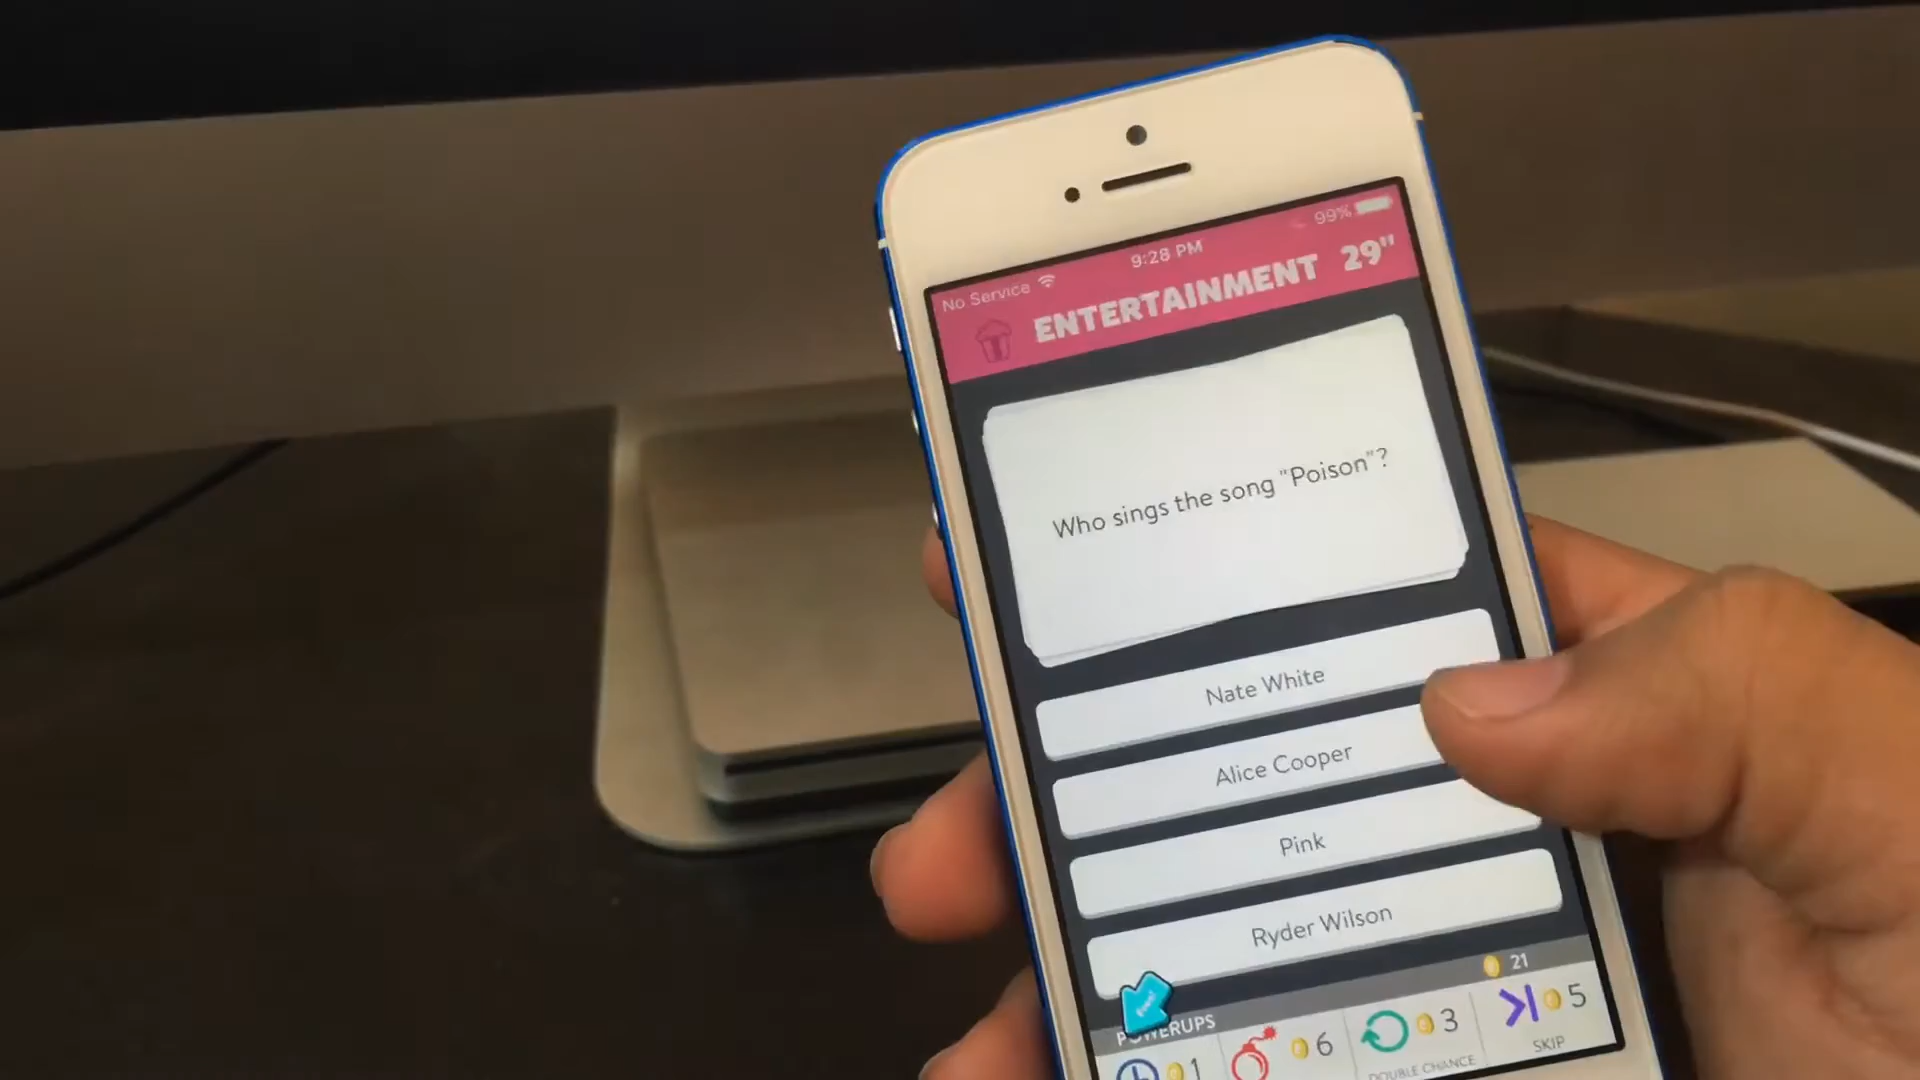 No Service 9:28 PM 99%
ENTERTAINMENT 29"
Who sings the song "Poison"?
Nate White
Alice Cooper
Pink
Ryder Wilson
21
POWERUPS
1 6 3 5
DOUBLE CHANCE SKIP